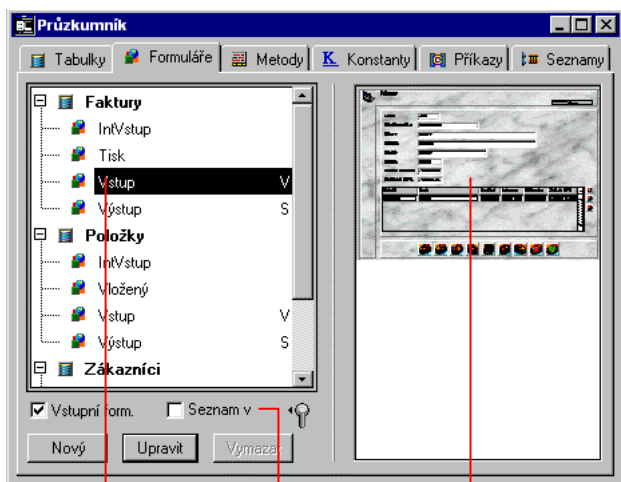 Průzkumník
Tabulky Formuláře Metody K Konstanty Příkazy Seznamy
Faktury
IntVstup
Tisk
Vstup V
Výstup S
Položky
IntVstup
Vložený
Vstup V
Výstup S
Zákazníci
Vstupní form. Seznam v
Nový Upravit Vymazat